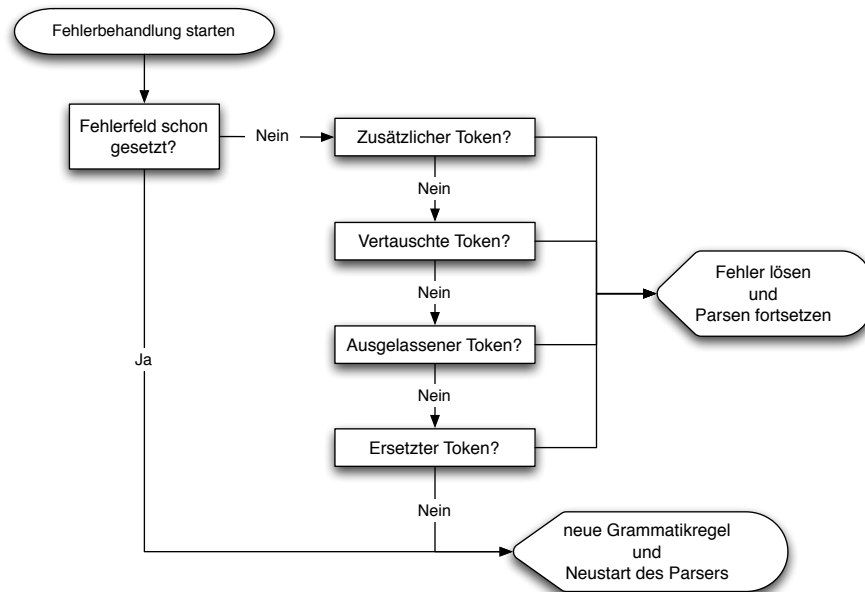 Fehlerbehandlung starten
Fehlerfeld schon
gesetzt?
Nein
Zusätzlicher Token?
Nein
Vertauschte Token?
Nein
Ausgelassener Token?
Nein
Ersetzter Token?
Nein
Ja
Fehler lösen
und
Parsen fortsetzen
neue Grammatikregel
und
Neustart des Parsers